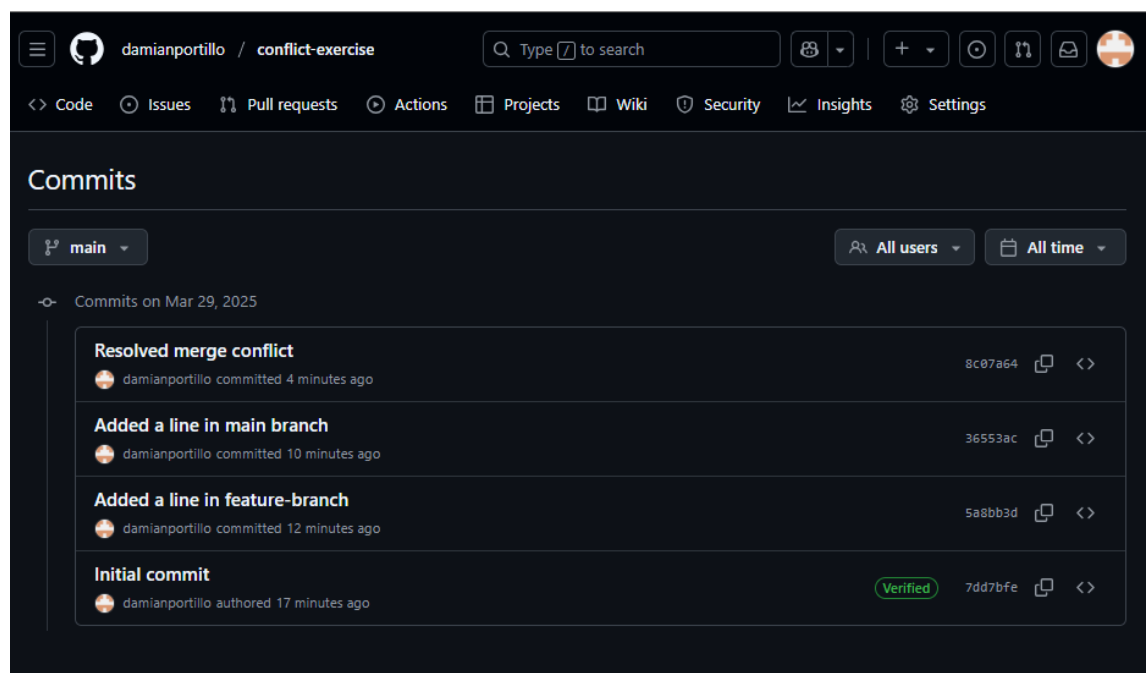 damianportillo / conflict-exercise
Type / to search
Code Issues Pull requests Actions Projects Wiki Security Insights Settings
Commits
main All users All time
Commits on Mar 29, 2025
Resolved merge conflict
damianportillo committed 4 minutes ago
8c07a64
Added a line in main branch
damianportillo committed 10 minutes ago
36553ac
Added a line in feature-branch
damianportillo committed 12 minutes ago
5a8bb3d
Initial commit
damianportillo authored 17 minutes ago
Verified 7dd7bfe